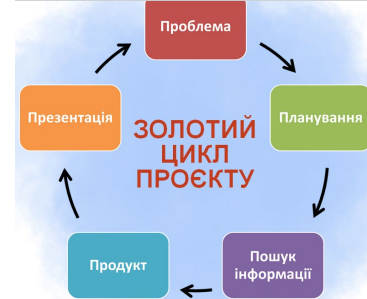 Проблема
Планування
Пошук
інформації
Продукт
Презентація
ЗОЛОТИЙ
ЦИКЛ
ПРОЄКТУ